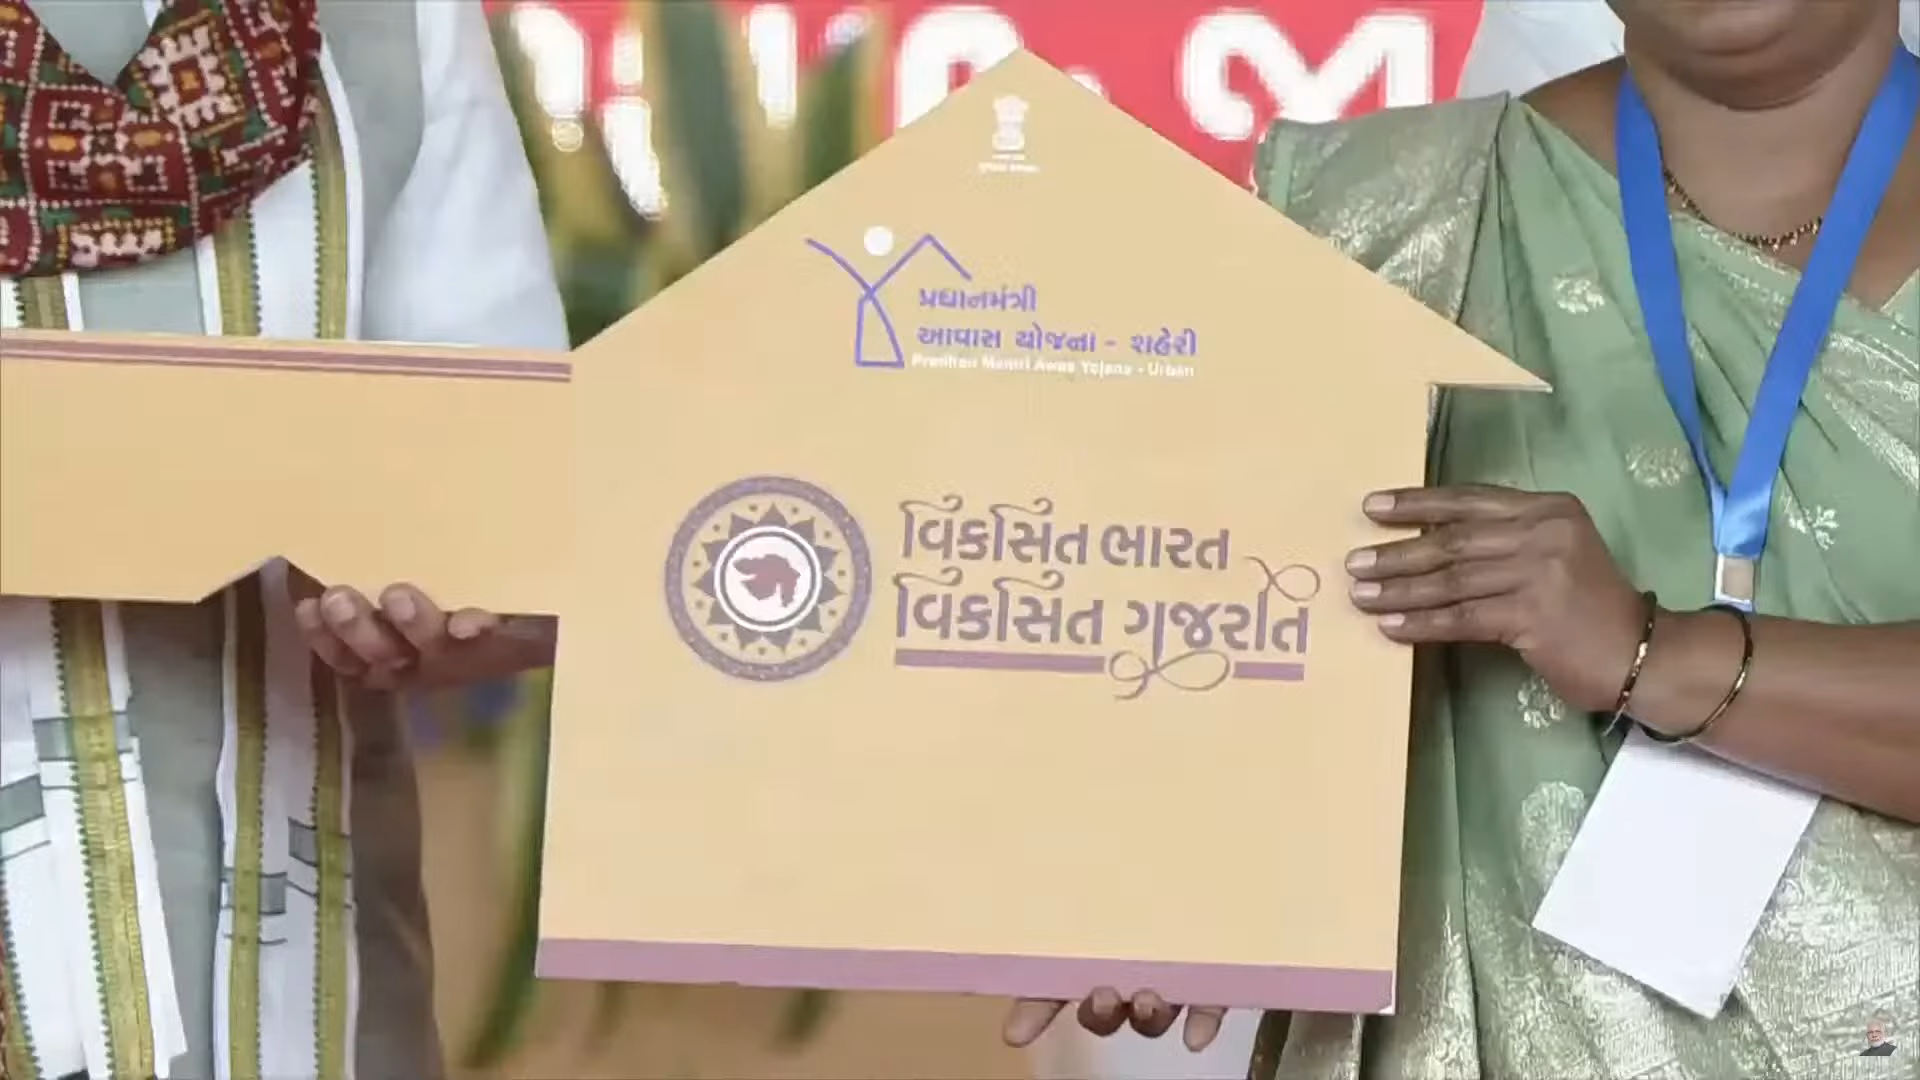 પ્રધાનમંત્રી
આવાસ યોજના - શહેરી
Pradhan Mantri Awas Yojana - Urban
વિકસિત ભારત
વિકસિત ગુજરાત